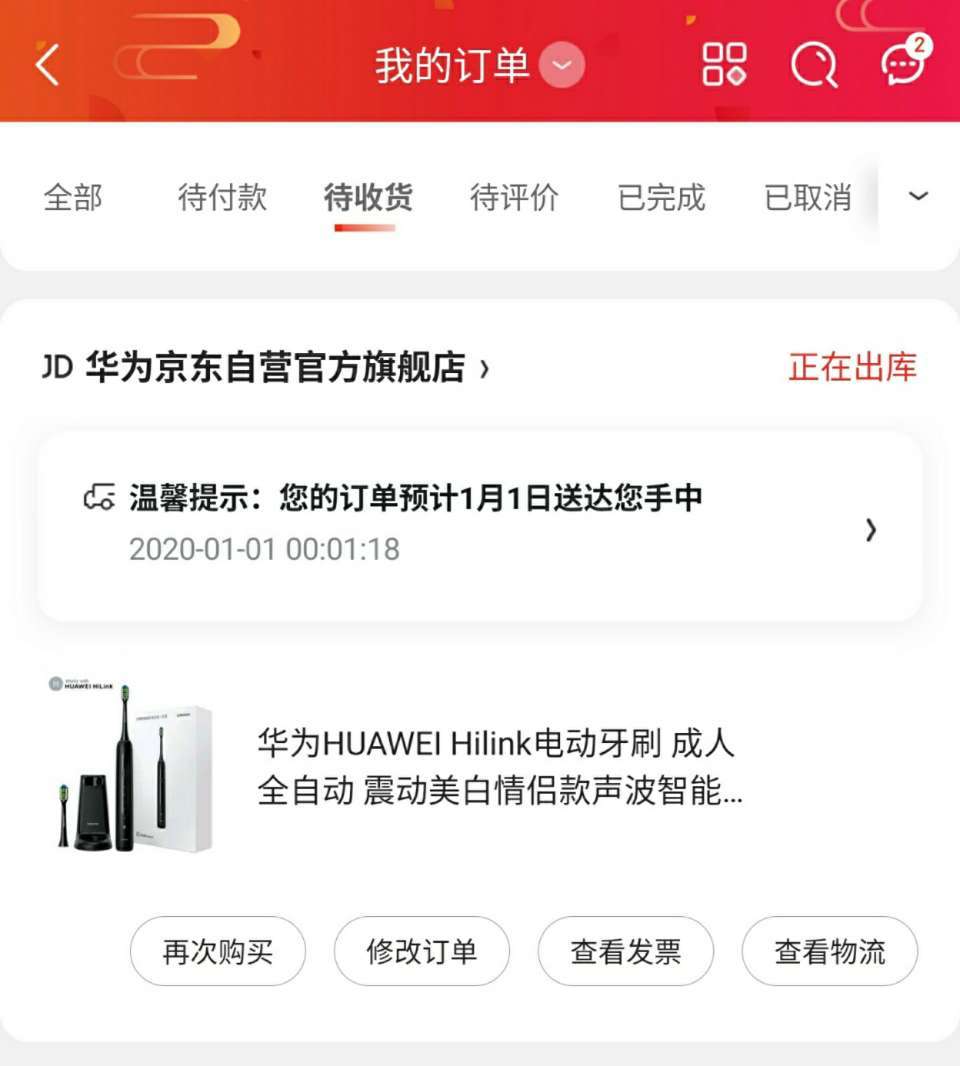 我的订单
2
全部 待付款 待收货 待评价 已完成 已取消
JD 华为京东自营官方旗舰店 ›
正在出库
温馨提示：您的订单预计1月1日送达您手中
2020-01-01 00:01:18
HUAWEI HiLink
华为HUAWEI Hilink电动牙刷 成人
全自动 震动美白情侣款声波智能...
再次购买 修改订单 查看发票 查看物流